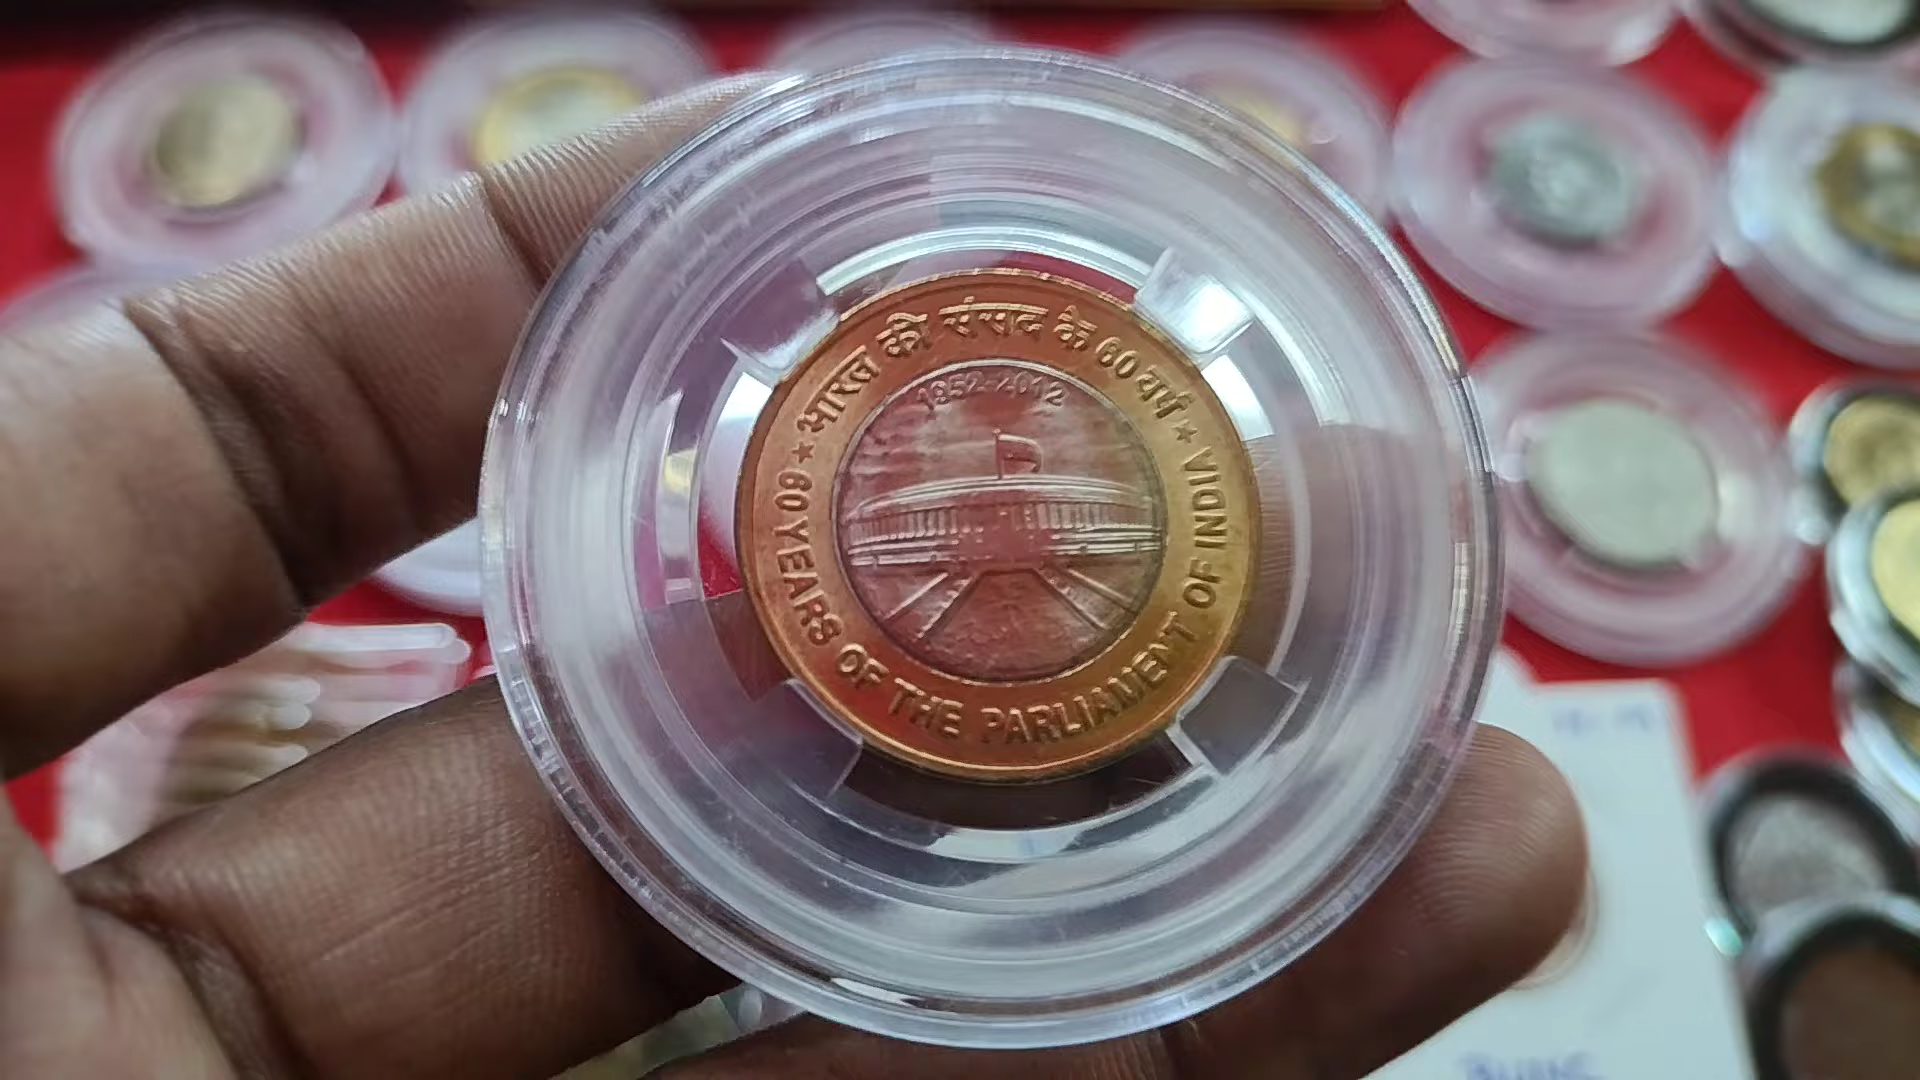 भारत की संसद के 60 वर्ष
1952-2012
★ 60 YEARS OF THE PARLIAMENT OF INDIA ★